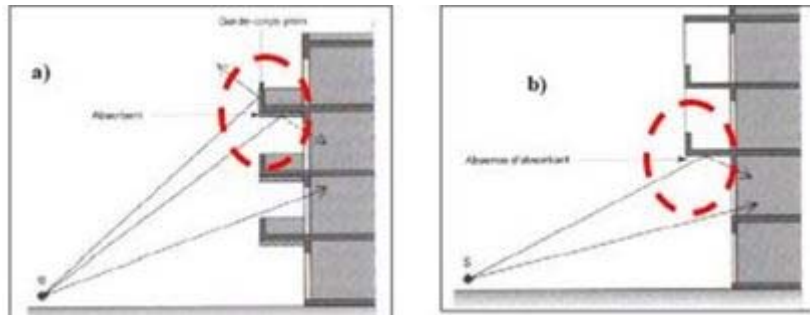 Garde-corps plein
a)
Absorbant
S
b)
Absence d'absorbant
S